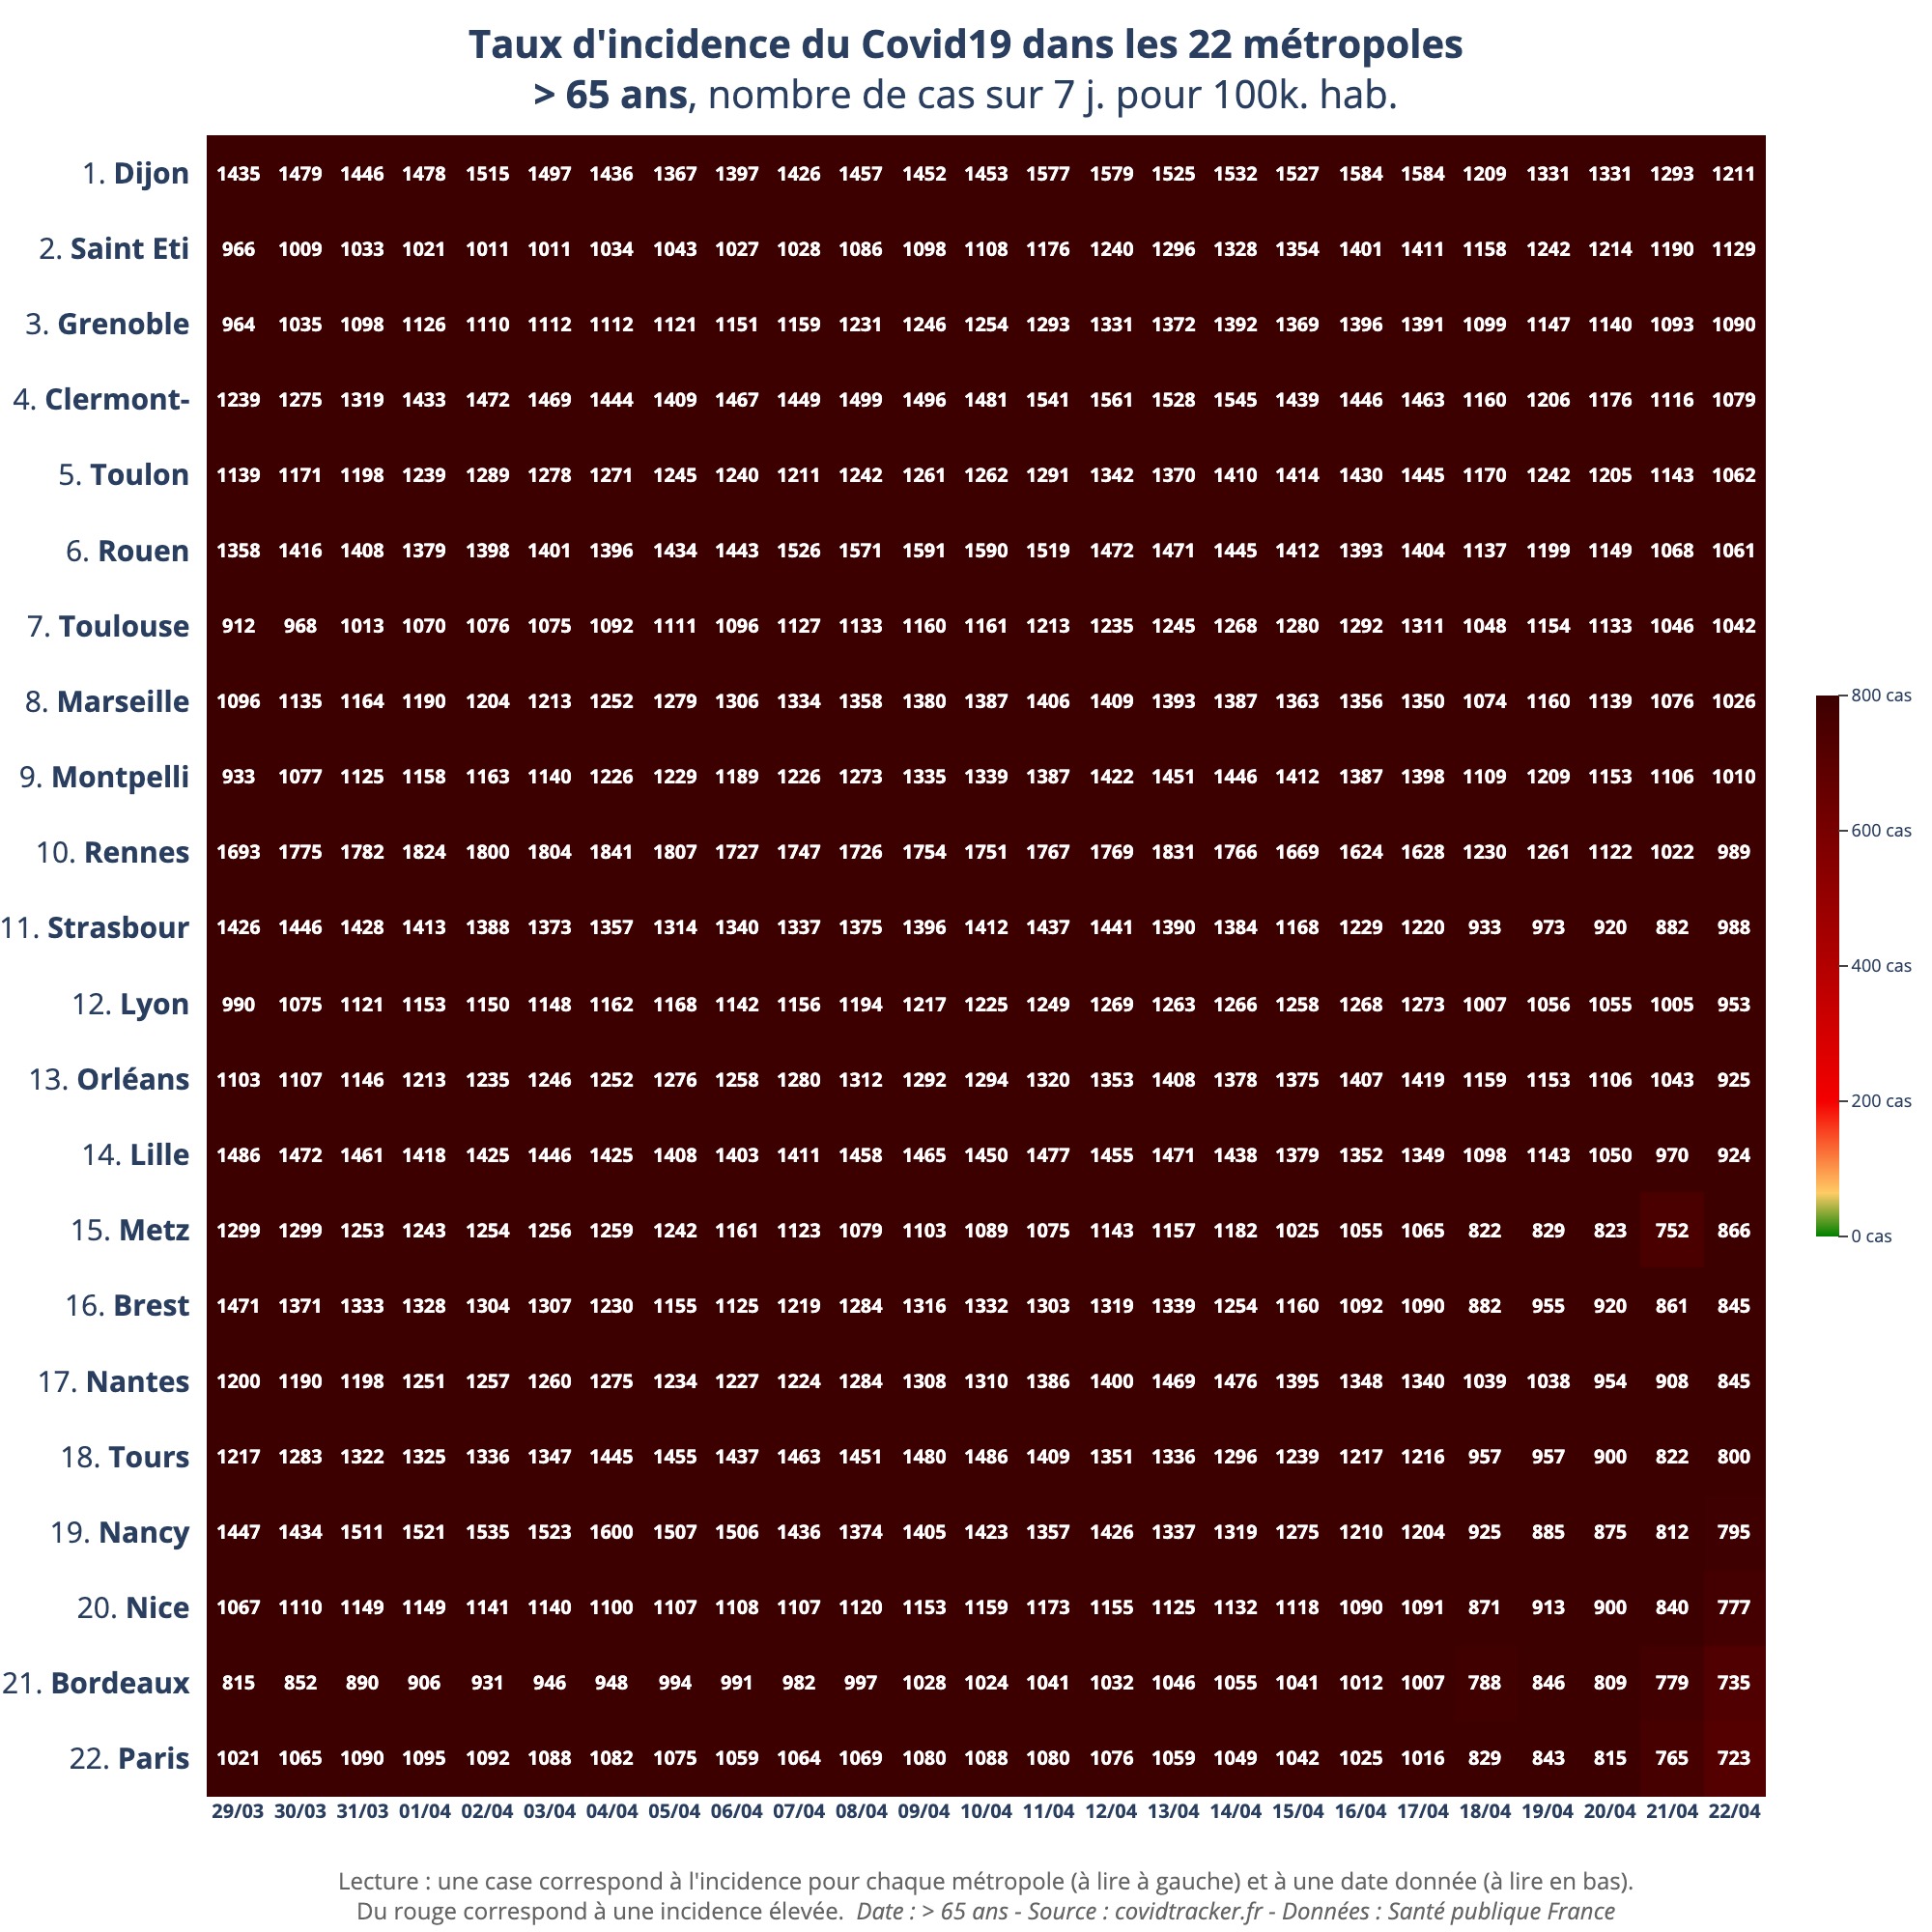 Taux d'incidence du Covid19 dans les 22 métropoles
> 65 ans, nombre de cas sur 7 j. pour 100k. hab.
1. Dijon 1435 1479 1446 1478 1515 1497 1436 1367 1397 1426 1457 1452 1453 1577 1579 1525 1532 1527 1584 1584 1209 1331 1331 1293 1211
2. Saint Eti 966 1009 1033 1021 1011 1011 1034 1043 1027 1028 1086 1098 1108 1176 1240 1296 1328 1354 1401 1411 1158 1242 1214 1190 1129
3. Grenoble 964 1035 1098 1126 1110 1112 1112 1121 1151 1159 1231 1246 1254 1293 1331 1372 1392 1369 1396 1391 1099 1147 1140 1093 1090
4. Clermont- 1239 1275 1319 1433 1472 1469 1444 1409 1467 1449 1499 1496 1481 1541 1561 1528 1545 1439 1446 1463 1160 1206 1176 1116 1079
5. Toulon 1139 1171 1198 1239 1289 1278 1271 1245 1240 1211 1242 1261 1262 1291 1342 1370 1410 1414 1430 1445 1170 1242 1205 1143 1062
6. Rouen 1358 1416 1408 1379 1398 1401 1396 1434 1443 1526 1571 1591 1590 1519 1472 1471 1445 1412 1393 1404 1137 1199 1149 1068 1061
7. Toulouse 912 968 1013 1070 1076 1075 1092 1111 1096 1127 1133 1160 1161 1213 1235 1245 1268 1280 1292 1311 1048 1154 1133 1046 1042
8. Marseille 1096 1135 1164 1190 1204 1213 1252 1279 1306 1334 1358 1380 1387 1406 1409 1393 1387 1363 1356 1350 1074 1160 1139 1076 1026
9. Montpelli 933 1077 1125 1158 1163 1140 1226 1229 1189 1226 1273 1335 1339 1387 1422 1451 1446 1412 1387 1398 1109 1209 1153 1106 1010
10. Rennes 1693 1775 1782 1824 1800 1804 1841 1807 1727 1747 1726 1754 1751 1767 1769 1831 1766 1669 1624 1628 1230 1261 1122 1022 989
11. Strasbour 1426 1446 1428 1413 1388 1373 1357 1314 1340 1337 1375 1396 1412 1437 1441 1390 1384 1168 1229 1220 933 973 920 882 988
12. Lyon 990 1075 1121 1153 1150 1148 1162 1168 1142 1156 1194 1217 1225 1249 1269 1263 1266 1258 1268 1273 1007 1056 1055 1005 953
13. Orléans 1103 1107 1146 1213 1235 1246 1252 1276 1258 1280 1312 1292 1294 1320 1353 1408 1378 1375 1407 1419 1159 1153 1106 1043 925
14. Lille 1486 1472 1461 1418 1425 1446 1425 1408 1403 1411 1458 1465 1450 1477 1455 1471 1438 1379 1352 1349 1098 1143 1050 970 924
15. Metz 1299 1299 1253 1243 1254 1256 1259 1242 1161 1123 1079 1103 1089 1075 1143 1157 1182 1025 1055 1065 822 829 823 752 866
16. Brest 1471 1371 1333 1328 1304 1307 1230 1155 1125 1219 1284 1316 1332 1303 1319 1339 1254 1160 1092 1090 882 955 920 861 845
17. Nantes 1200 1190 1198 1251 1257 1260 1275 1234 1227 1224 1284 1308 1310 1386 1400 1469 1476 1395 1348 1340 1039 1038 954 908 845
18. Tours 1217 1283 1322 1325 1336 1347 1445 1455 1437 1463 1451 1480 1486 1409 1351 1336 1296 1239 1217 1216 957 957 900 822 800
19. Nancy 1447 1434 1511 1521 1535 1523 1600 1507 1506 1436 1374 1405 1423 1357 1426 1337 1319 1275 1210 1204 925 885 875 812 795
20. Nice 1067 1110 1149 1149 1141 1140 1100 1107 1108 1107 1120 1153 1159 1173 1155 1125 1132 1118 1090 1091 871 913 900 840 777
21. Bordeaux 815 852 890 906 931 946 948 994 991 982 997 1028 1024 1041 1032 1046 1055 1041 1012 1007 788 846 809 779 735
22. Paris 1021 1065 1090 1095 1092 1088 1082 1075 1059 1064 1069 1080 1088 1080 1076 1059 1049 1042 1025 1016 829 843 815 765 723
29/03 30/03 31/03 01/04 02/04 03/04 04/04 05/04 06/04 07/04 08/04 09/04 10/04 11/04 12/04 13/04 14/04 15/04 16/04 17/04 18/04 19/04 20/04 21/04 22/04
800 cas
600 cas
400 cas
200 cas
0 cas
Lecture : une case correspond à l'incidence pour chaque métropole (à lire à gauche) et à une date donnée (à lire en bas).
Du rouge correspond à une incidence élevée. Date : > 65 ans - Source : covidtracker.fr - Données : Santé publique France